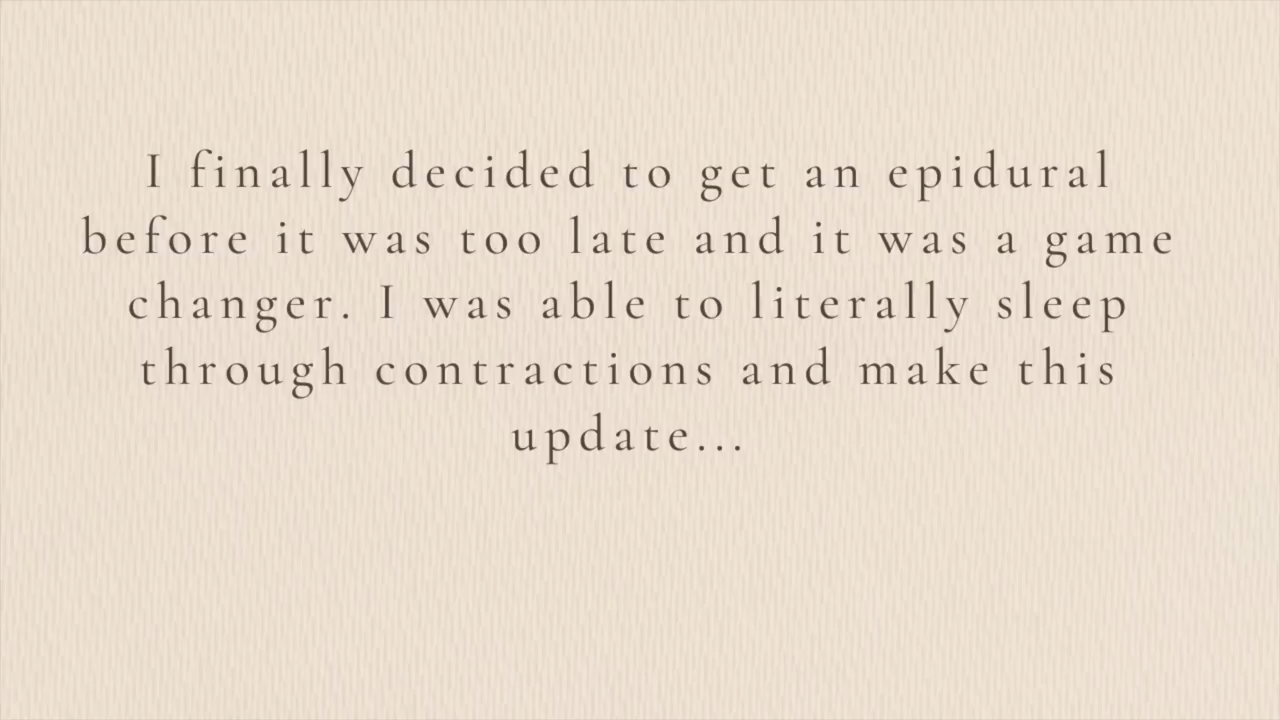 I finally decided to get an epidural
before it was too late and it was a game
changer. I was able to literally sleep
through contractions and make this
update...